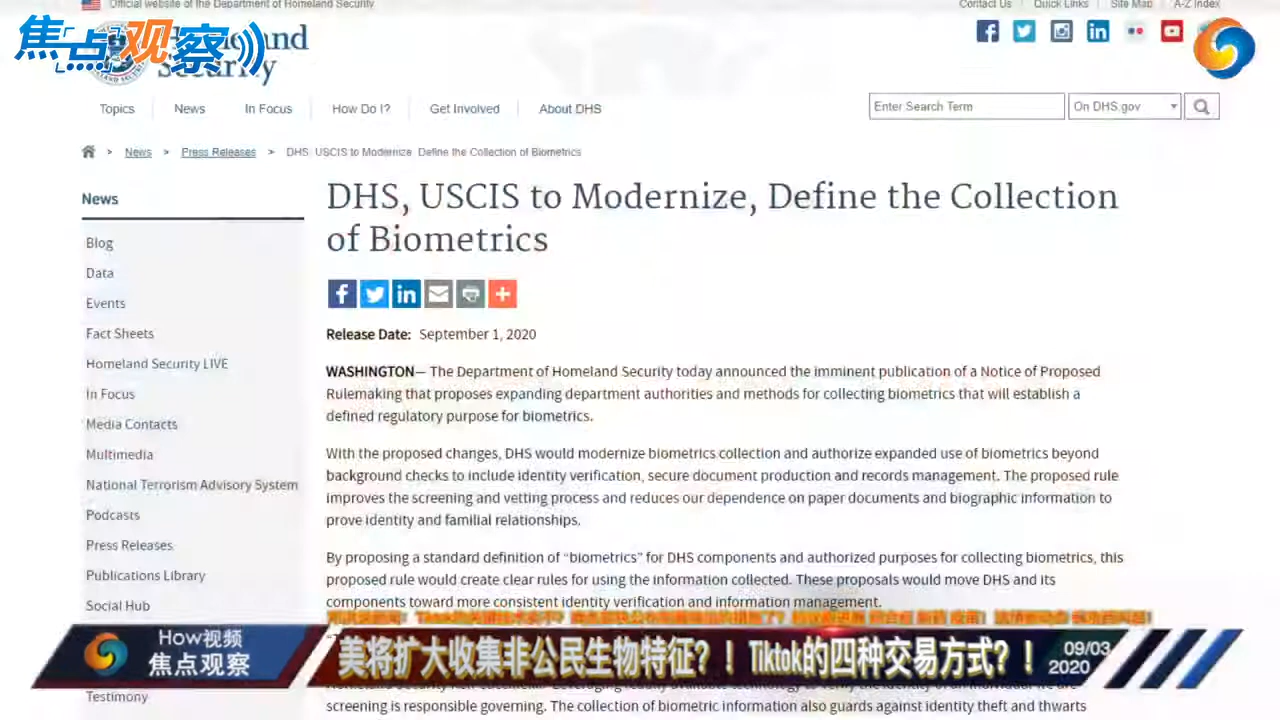 Official website of the Department of Homeland Security
Contact Us
Quick Links
Site Map
A-Z Index
焦点观察
Homeland
Security
Topics
News
In Focus
How Do I?
Get Involved
About DHS
Enter Search Term
On DHS.gov
News
Press Releases
DHS, USCIS to Modernize, Define the Collection of Biometrics
News
Blog
Data
Events
Fact Sheets
Homeland Security LIVE
In Focus
Media Contacts
Multimedia
National Terrorism Advisory System
Podcasts
Press Releases
Publications Library
Social Hub
Testimony
DHS, USCIS to Modernize, Define the Collection
of Biometrics
Release Date: September 1, 2020
WASHINGTON— The Department of Homeland Security today announced the imminent publication of a Notice of Proposed
Rulemaking that proposes expanding department authorities and methods for collecting biometrics that will establish a
defined regulatory purpose for biometrics.
With the proposed changes, DHS would modernize biometrics collection and authorize expanded use of biometrics beyond
background checks to include identity verification, secure document production and records management. The proposed rule
improves the screening and vetting process and reduces our dependence on paper documents and biographic information to
prove identity and familial relationships.
By proposing a standard definition of “biometrics” for DHS components and authorized purposes for collecting biometrics, this
proposed rule would create clear rules for using the information collected. These proposals would move DHS and its
components toward more consistent identity verification and information management.
How视频
焦点观察
美将扩大收集非公民生物特征？！Tiktok的四种交易方式？！
09/03
2020
screening is responsible governing. The collection of biometric information also guards against identity theft and thwarts